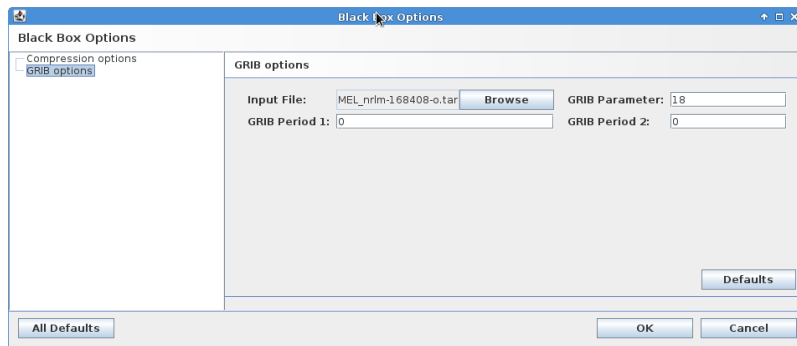 Black Box Options
Black Box Options
Compression options
GRIB options
GRIB options
Input File: MEL_nrlm-168408-o.tar Browse GRIB Parameter: 18
GRIB Period 1: 0 GRIB Period 2: 0
Defaults
All Defaults OK Cancel